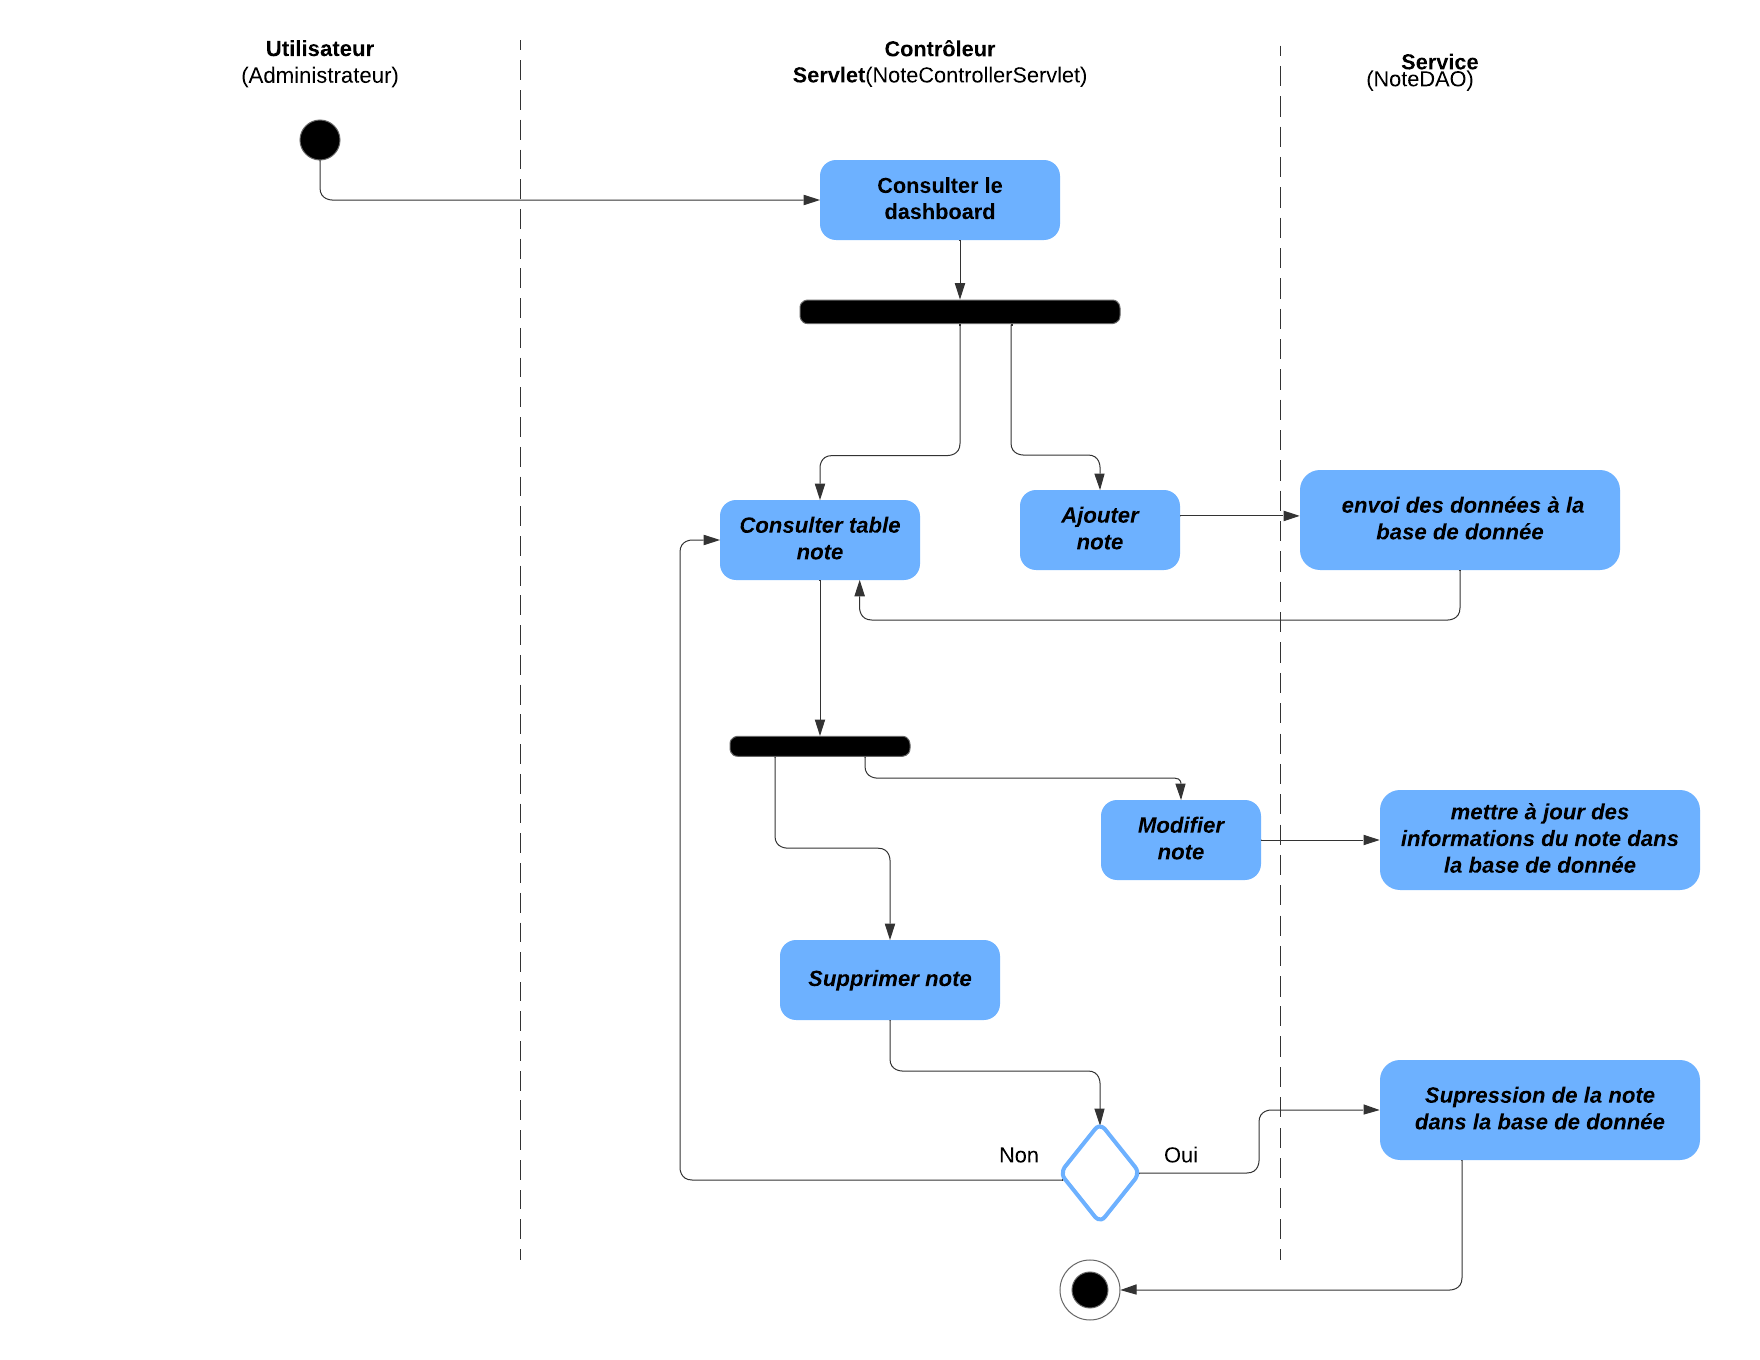 Utilisateur
(Administrateur)
Contrôleur
Servlet(NoteControllerServlet)
Service
(NoteDAO)
Consulter le
dashboard
Consulter table
note
Ajouter
note
envoi des données à la
base de donnée
Modifier
note
mettre à jour des
informations du note dans
la base de donnée
Supprimer note
Supression de la note
dans la base de donnée
Non
Oui